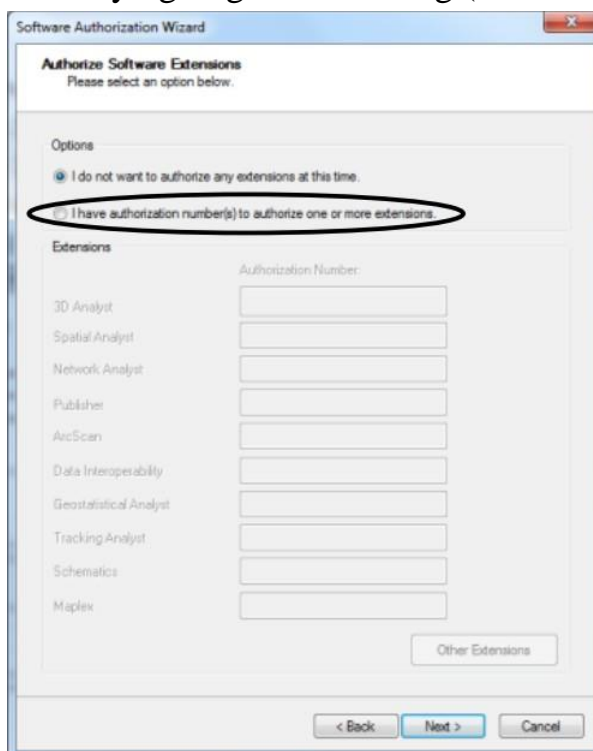 Software Authorization Wizard
Authorize Software Extensions
Please select an option below.
Options
I do not want to authorize any extensions at this time.
I have authorization number(s) to authorize one or more extensions.
Extensions
Authorization Number:
3D Analyst
Spatial Analyst
Network Analyst
Publisher
ArcScan
Data Interoperability
Geostatistical Analyst
Tracking Analyst
Schematics
Maplex
Other Extensions
< Back Next > Cancel